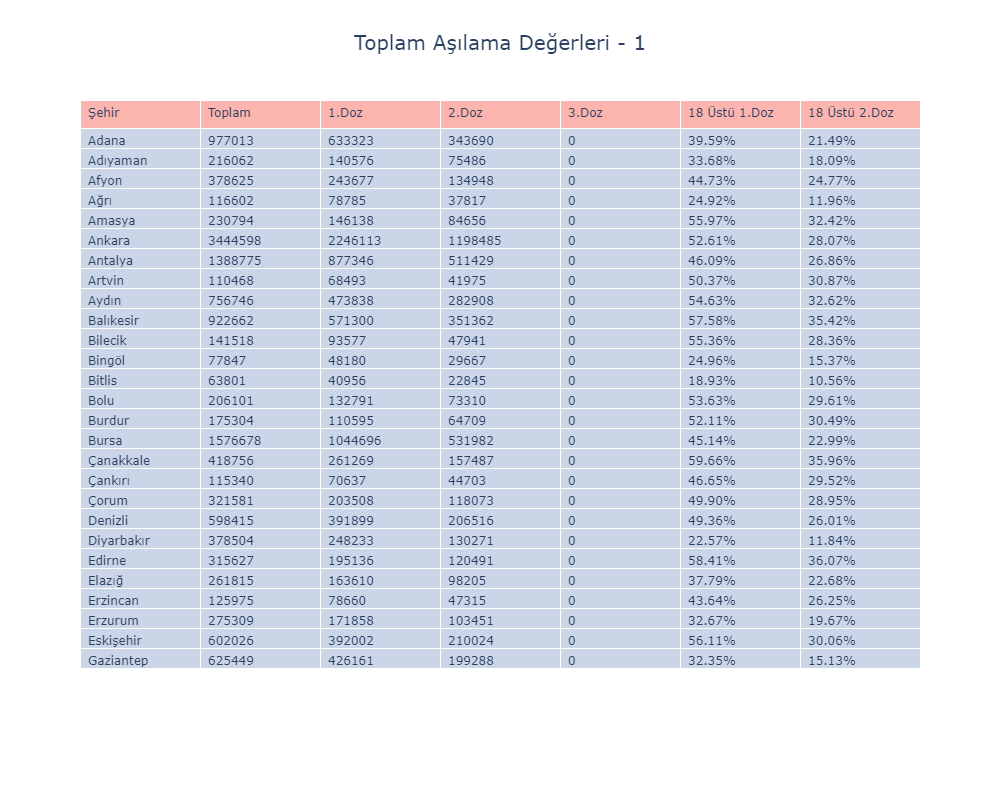 Toplam Aşılama Değerleri - 1
Şehir Toplam 1.Doz 2.Doz 3.Doz 18 Üstü 1.Doz 18 Üstü 2.Doz
Adana 977013 633323 343690 0 39.59% 21.49%
Adıyaman 216062 140576 75486 0 33.68% 18.09%
Afyon 378625 243677 134948 0 44.73% 24.77%
Ağrı 116602 78785 37817 0 24.92% 11.96%
Amasya 230794 146138 84656 0 55.97% 32.42%
Ankara 3444598 2246113 1198485 0 52.61% 28.07%
Antalya 1388775 877346 511429 0 46.09% 26.86%
Artvin 110468 68493 41975 0 50.37% 30.87%
Aydın 756746 473838 282908 0 54.63% 32.62%
Balıkesir 922662 571300 351362 0 57.58% 35.42%
Bilecik 141518 93577 47941 0 55.36% 28.36%
Bingöl 77847 48180 29667 0 24.96% 15.37%
Bitlis 63801 40956 22845 0 18.93% 10.56%
Bolu 206101 132791 73310 0 53.63% 29.61%
Burdur 175304 110595 64709 0 52.11% 30.49%
Bursa 1576678 1044696 531982 0 45.14% 22.99%
Çanakkale 418756 261269 157487 0 59.66% 35.96%
Çankırı 115340 70637 44703 0 46.65% 29.52%
Çorum 321581 203508 118073 0 49.90% 28.95%
Denizli 598415 391899 206516 0 49.36% 26.01%
Diyarbakır 378504 248233 130271 0 22.57% 11.84%
Edirne 315627 195136 120491 0 58.41% 36.07%
Elazığ 261815 163610 98205 0 37.79% 22.68%
Erzincan 125975 78660 47315 0 43.64% 26.25%
Erzurum 275309 171858 103451 0 32.67% 19.67%
Eskişehir 602026 392002 210024 0 56.11% 30.06%
Gaziantep 625449 426161 199288 0 32.35% 15.13%